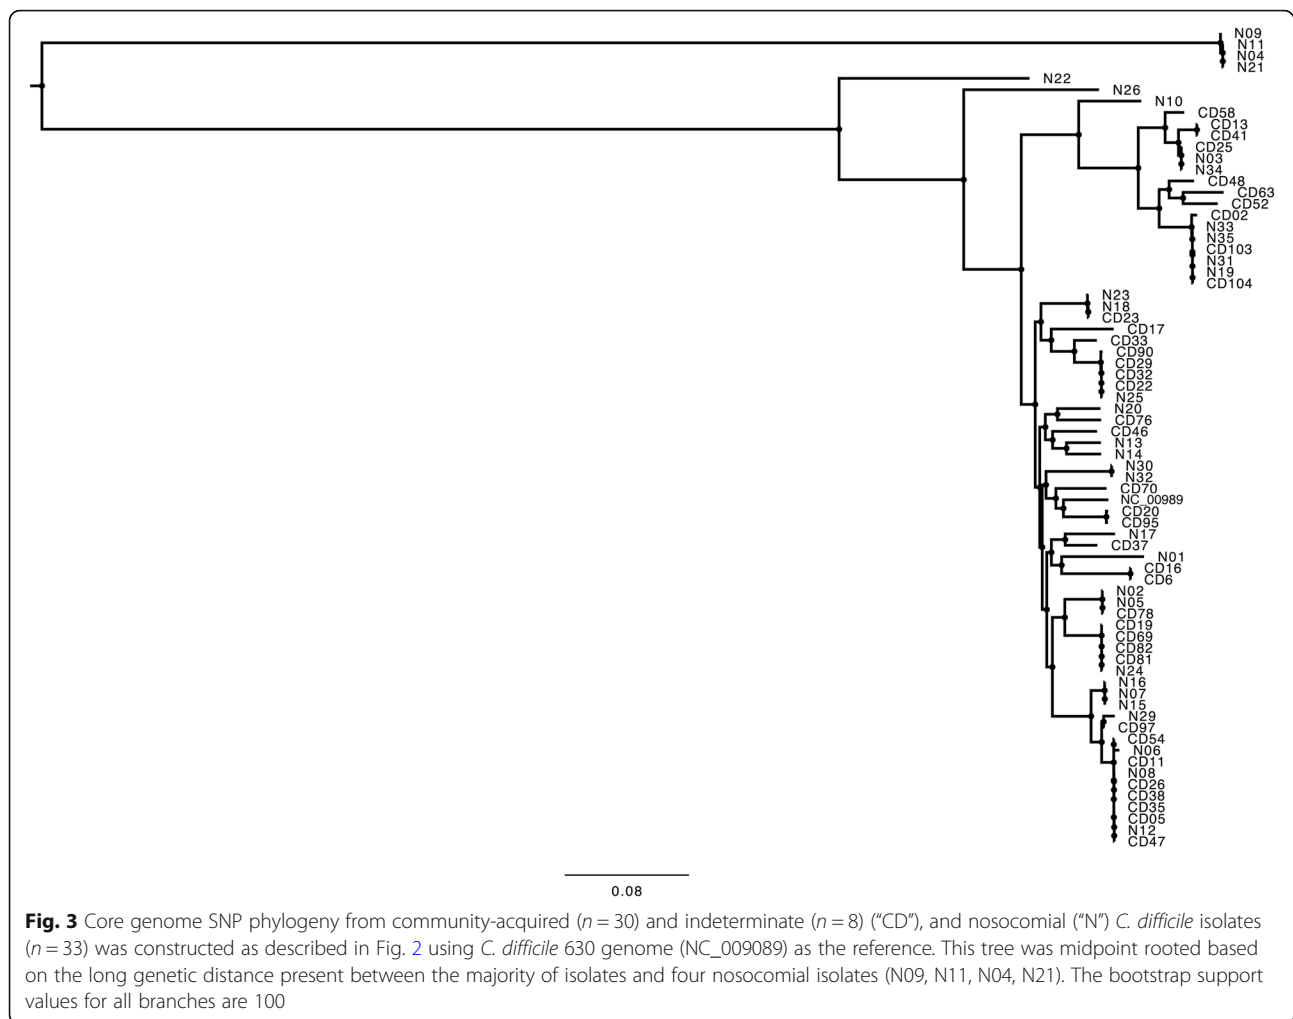 N09
N11
N04
N21
N22
N26
N10
CD58
CD13
CD41
CD25
N03
N34
CD48
CD63
CD52
CD02
N33
N35
CD103
N31
N19
CD104
N23
N18
CD23
CD17
CD33
CD90
CD29
CD32
CD22
N25
N20
CD76
CD46
N13
N14
N30
N32
CD70
NC_00989
CD20
CD95
N17
CD37
N01
CD16
CD6
N02
N05
CD78
CD19
CD69
CD82
CD81
N24
N16
N07
N15
N29
CD97
CD54
N06
CD11
N08
CD26
CD38
CD35
CD05
N12
CD47
0.08
Fig. 3 Core genome SNP phylogeny from community-acquired (n = 30) and indeterminate (n = 8) (“CD”), and nosocomial (“N”) C. difficile isolates
(n = 33) was constructed as described in Fig. 2 using C. difficile 630 genome (NC_009089) as the reference. This tree was midpoint rooted based
on the long genetic distance present between the majority of isolates and four nosocomial isolates (N09, N11, N04, N21). The bootstrap support
values for all branches are 100